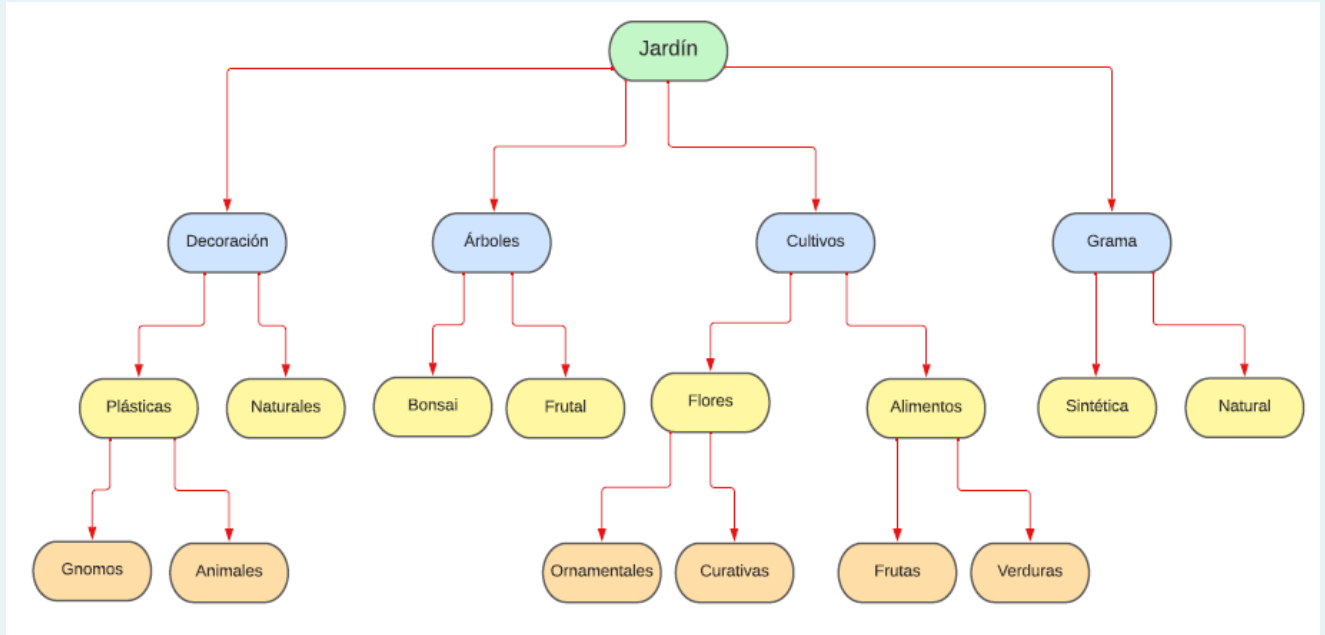 Jardín
Decoración
Árboles
Cultivos
Grama
Plásticas
Naturales
Bonsai
Frutal
Flores
Alimentos
Sintética
Natural
Gnomos
Animales
Ornamentales
Curativas
Frutas
Verduras